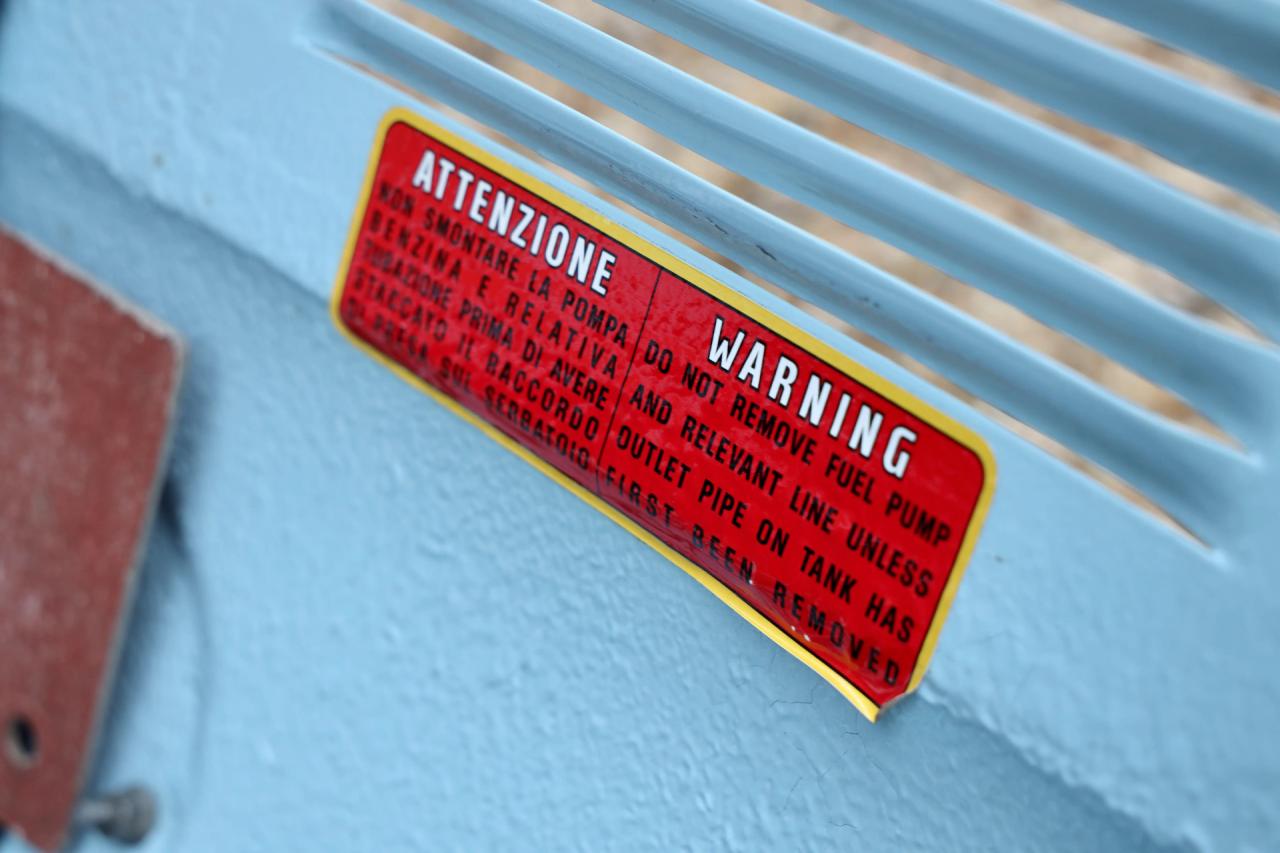 ATTENZIONE
NON SMONTARE LA POMPA
BENZINA E RELATIVA
TUBAZIONE PRIMA DI AVERE
STACCATO IL RACCORDO
DI PRESA SUL SERBATOIO
WARNING
DO NOT REMOVE FUEL PUMP
AND RELEVANT LINE UNLESS
OUTLET PIPE ON TANK HAS
FIRST BEEN REMOVED